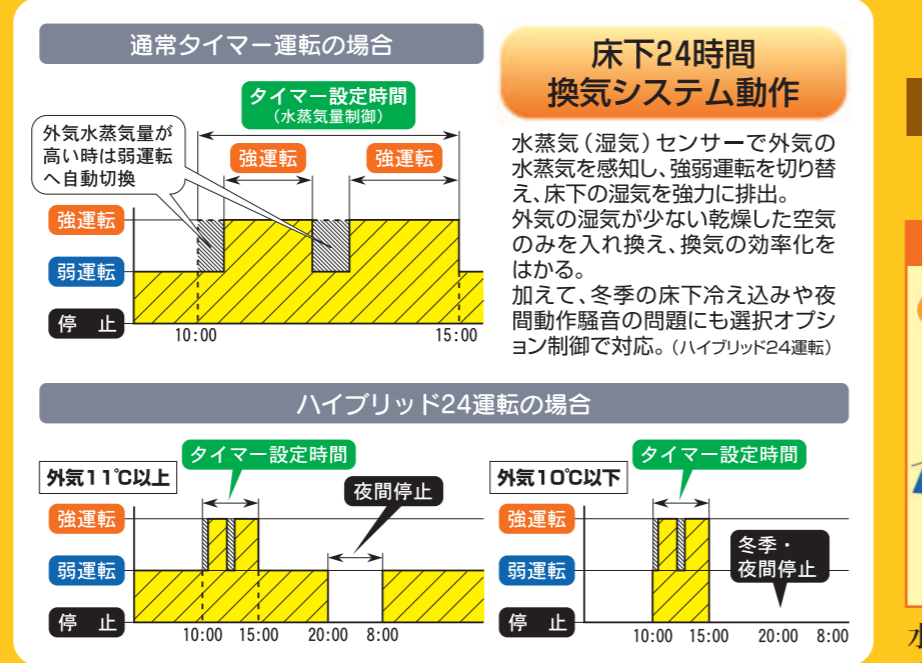 通常タイマー運転の場合
タイマー設定時間
（水蒸気量制御）
外気水蒸気量が
高い時は弱運転
へ自動切換
強運転
強運転
強運転
弱運転
停 止
10:00
15:00
床下24時間
換気システム動作
水蒸気（湿気）センサーで外気の
水蒸気を感知し、強弱運転を切り替
え、床下の湿気を強力に排出。
外気の湿気が少ない乾燥した空気
のみを入れ換え、換気の効率化を
はかる。
加えて、冬季の床下冷え込みや夜
間動作騒音の問題にも選択オプシ
ョン制御で対応。（ハイブリッド24運転）
ハイブリッド24運転の場合
外気11℃以上
タイマー設定時間
夜間停止
強運転
弱運転
停 止
10:00 15:00 20:00 8:00
外気10℃以下
タイマー設定時間
強運転
冬季・
夜間停止
弱運転
停 止
10:00 15:00 20:00 8:00